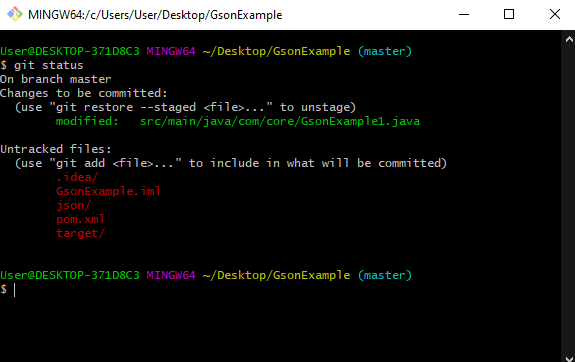 MINGW64:/c/Users/User/Desktop/GsonExample
User@DESKTOP-371D8C3 MINGW64 ~/Desktop/GsonExample (master)
$ git status
On branch master
Changes to be committed:
  (use "git restore --staged <file>..." to unstage)
        modified:   src/main/java/com/core/GsonExample1.java

Untracked files:
  (use "git add <file>..." to include in what will be committed)
        .idea/
        GsonExample.iml
        json/
        pom.xml
        target/

User@DESKTOP-371D8C3 MINGW64 ~/Desktop/GsonExample (master)
$